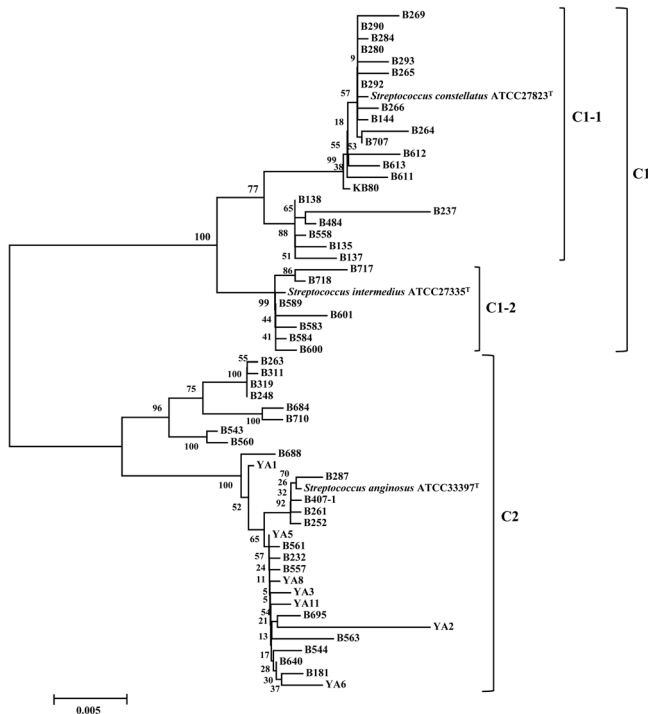 B269
B290
B284
B280
9
B293
B265
B292
57
Streptococcus constellatus ATCC27823T
B266
18
B144
B264
B707
55
53
B612
99
38
B613
B611
KB80
77
B138
65
B237
B484
88
B558
B135
51
B137
100
86
B717
B718
Streptococcus intermedius ATCC27335T
99
B589
B601
44
B583
41
B584
B600
C1-1
C1-2
C1
55
B263
B311
100
B319
B248
75
B684
100
B710
96
B543
100
B560
B688
YA1
100
70
B287
26
Streptococcus anginosus ATCC33397T
32
B407-1
92
B261
52
B252
65
YA5
B561
57
B232
24
B557
11
YA8
5
YA3
5
YA11
54
B695
21
YA2
13
B563
17
B544
B640
28
B181
30
YA6
37
C2
0.005